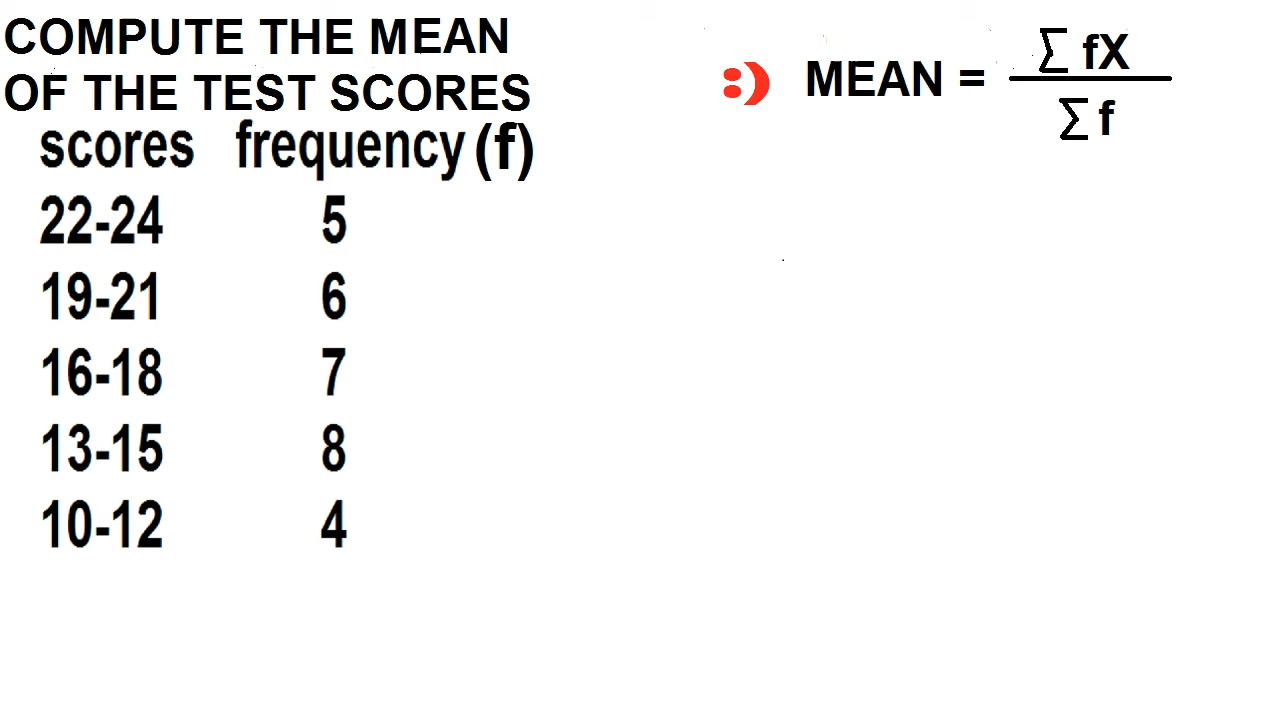 COMPUTE THE MEAN
OF THE TEST SCORES
scores frequency (f)
22-24 5
19-21 6
16-18 7
13-15 8
10-12 4
:) MEAN = ∑ fX
∑ f